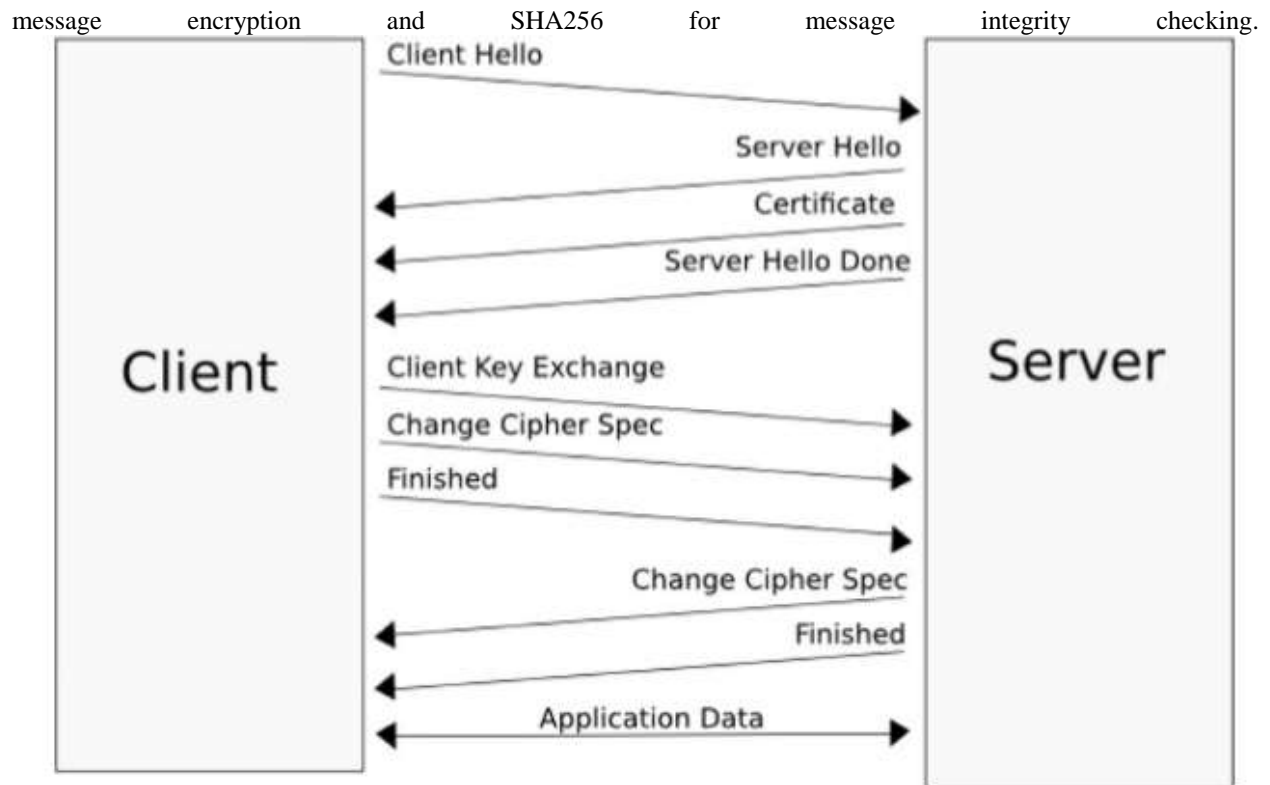 message encryption and SHA256 for message integrity checking.
Client Hello
Server Hello
Certificate
Server Hello Done
Client
Server
Client Key Exchange
Change Cipher Spec
Finished
Change Cipher Spec
Finished
Application Data